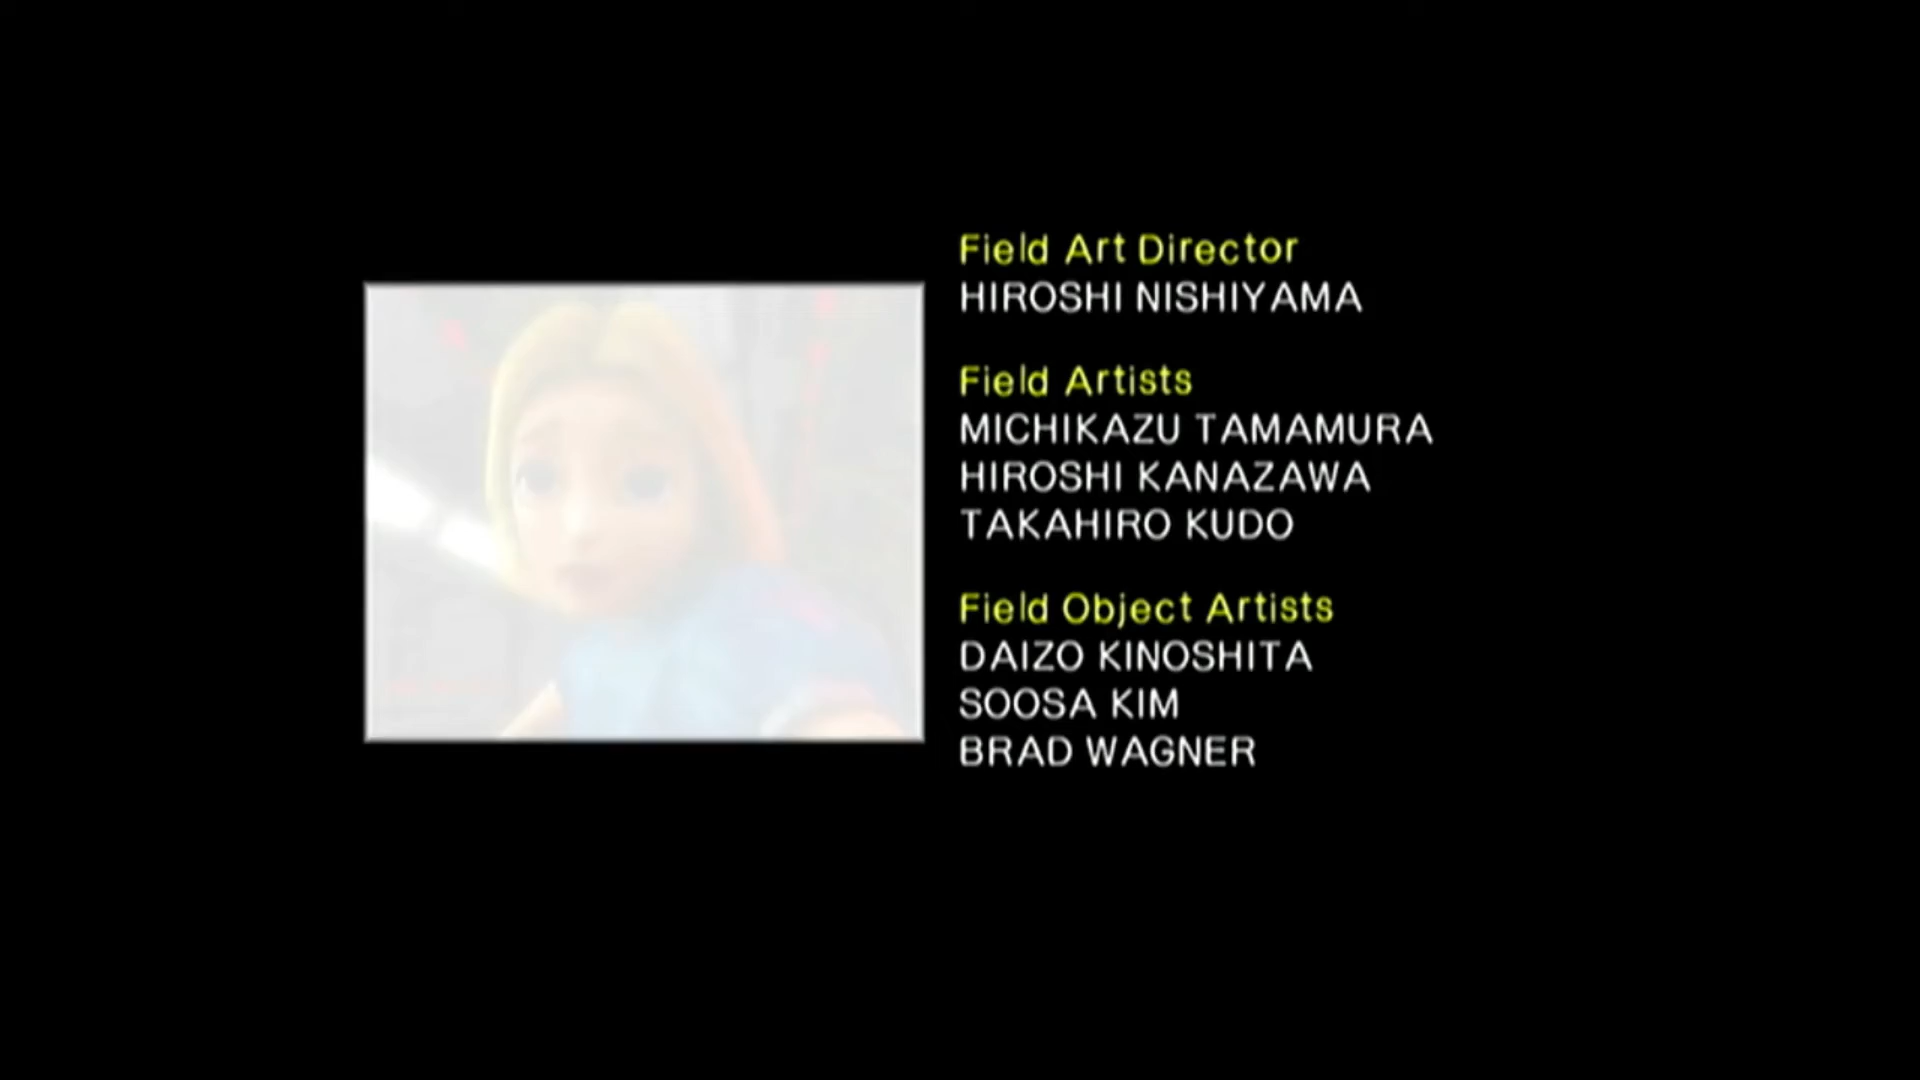 Field Art Director
HIROSHI NISHIYAMA
Field Artists
MICHIKAZU TAMAMURA
HIROSHI KANAZAWA
TAKAHIRO KUDO
Field Object Artists
DAIZO KINOSHITA
SOOSA KIM
BRAD WAGNER